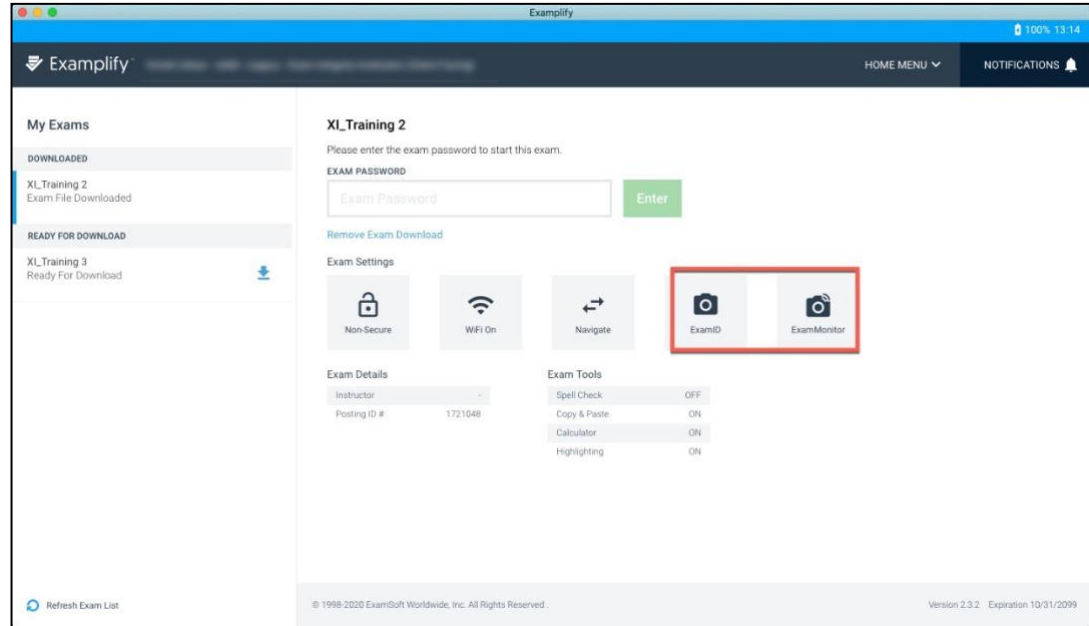 Examplify
100% 13:14
Examplify
HOME MENU
NOTIFICATIONS
My Exams
DOWNLOADED
XI_Training 2
Exam File Downloaded
READY FOR DOWNLOAD
XI_Training 3
Ready For Download
Refresh Exam List
XI_Training 2
Please enter the exam password to start this exam.
EXAM PASSWORD
Exam Password
Enter
Remove Exam Download
Exam Settings
Non-Secure
WiFi On
Navigate
ExamID
ExamMonitor
Exam Details
Instructor -
Posting ID # 1721048
Exam Tools
Spell Check OFF
Copy & Paste ON
Calculator ON
Highlighting ON
© 1998-2020 ExamSoft Worldwide, Inc. All Rights Reserved.
Version 2.3.2 Expiration 10/31/2099